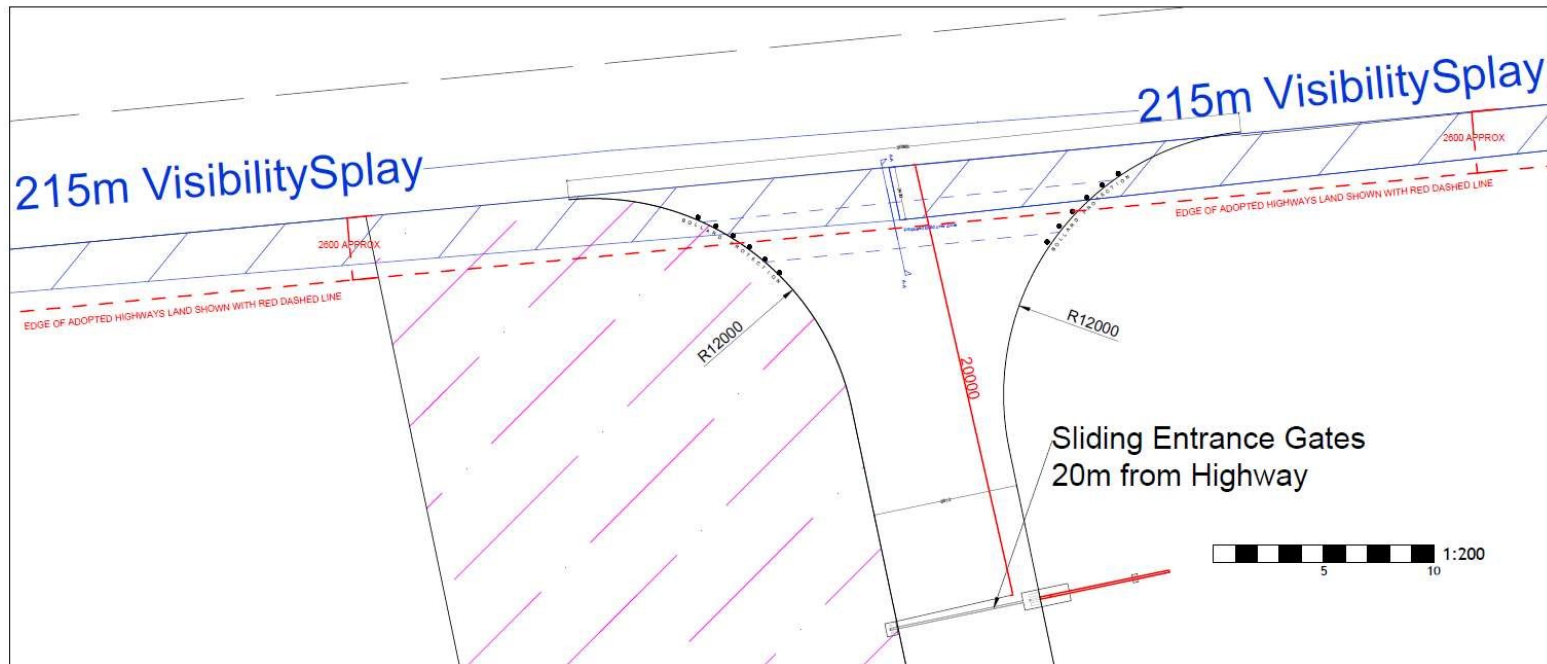 215m VisibilitySplay
215m VisibilitySplay
2600 APPROX
2600 APPROX
EDGE OF ADOPTED HIGHWAYS LAND SHOWN WITH RED DASHED LINE
EDGE OF ADOPTED HIGHWAYS LAND SHOWN WITH RED DASHED LINE
BOLLARD PROTECTION
BOLLARD PROTECTION
R12000
R12000
20000
Sliding Entrance Gates
20m from Highway
1:200
5
10